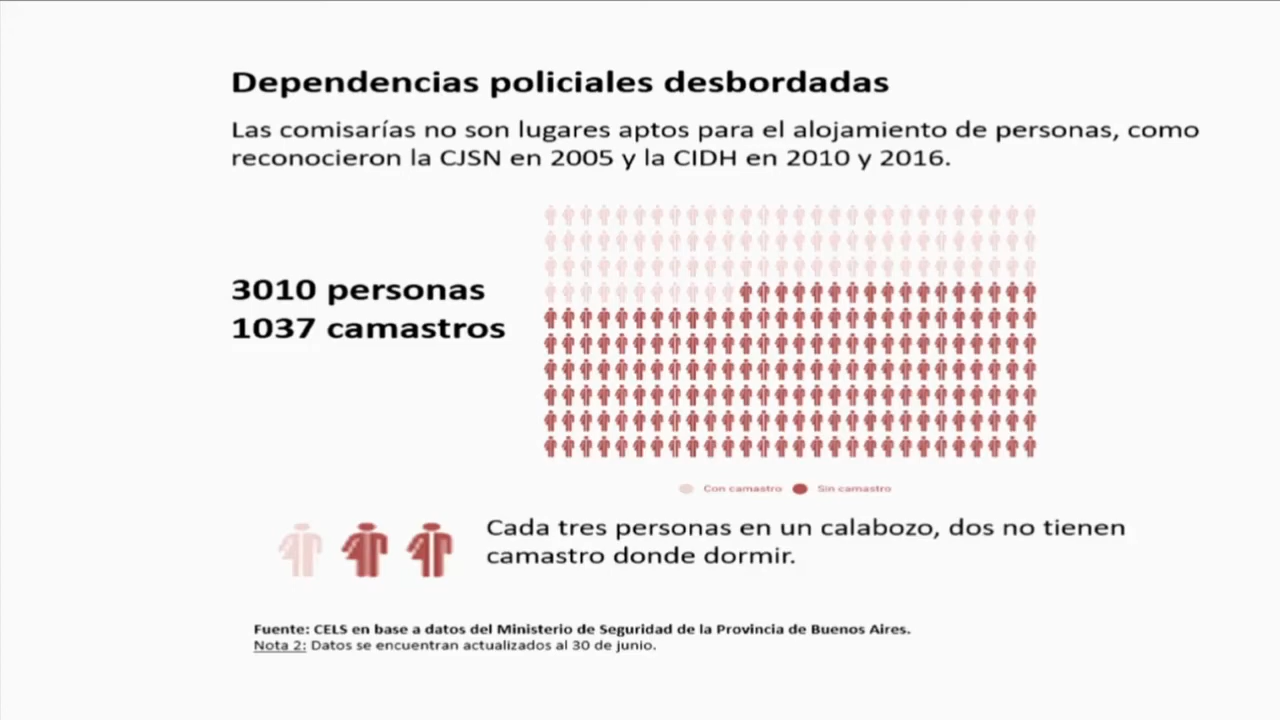 Dependencias policiales desbordadas
Las comisarías no son lugares aptos para el alojamiento de personas, como
reconocieron la CJSN en 2005 y la CIDH en 2010 y 2016.
3010 personas
1037 camastros
Con camastro Sin camastro
Cada tres personas en un calabozo, dos no tienen
camastro donde dormir.
Fuente: CELS en base a datos del Ministerio de Seguridad de la Provincia de Buenos Aires.
Nota 2: Datos se encuentran actualizados al 30 de junio.